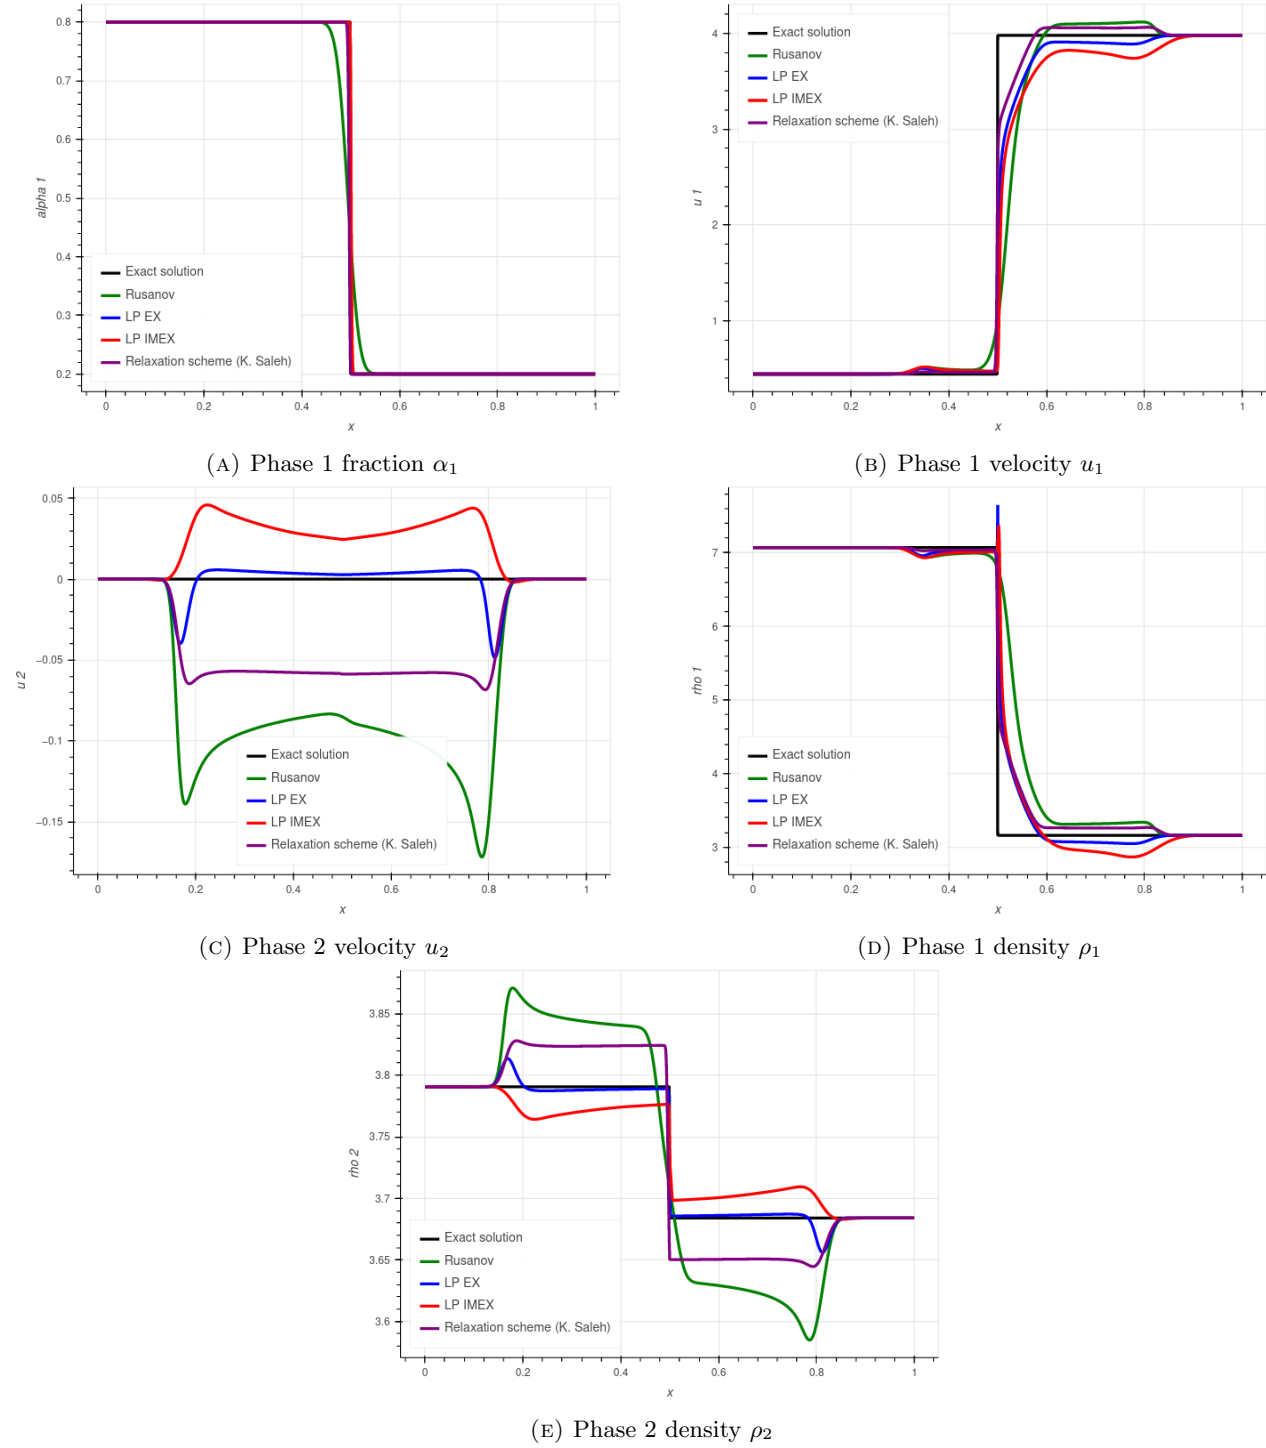 0.8
0.7
0.6
0.5
0.4
0.3
0.2
alpha 1
Exact solution
Rusanov
LP EX
LP IMEX
Relaxation scheme (K. Saleh)
0 0.2 0.4 0.6 0.8 1
x
(A) Phase 1 fraction α₁
4
3
2
1
u 1
Exact solution
Rusanov
LP EX
LP IMEX
Relaxation scheme (K. Saleh)
0 0.2 0.4 0.6 0.8 1
x
(B) Phase 1 velocity u₁
0.05
0
−0.05
−0.1
−0.15
u 2
Exact solution
Rusanov
LP EX
LP IMEX
Relaxation scheme (K. Saleh)
0 0.2 0.4 0.6 0.8 1
x
(C) Phase 2 velocity u₂
7
6
5
4
3
rho 1
Exact solution
Rusanov
LP EX
LP IMEX
Relaxation scheme (K. Saleh)
0 0.2 0.4 0.6 0.8 1
x
(D) Phase 1 density ρ₁
3.85
3.8
3.75
3.7
3.65
3.6
rho 2
Exact solution
Rusanov
LP EX
LP IMEX
Relaxation scheme (K. Saleh)
0 0.2 0.4 0.6 0.8 1
x
(E) Phase 2 density ρ₂